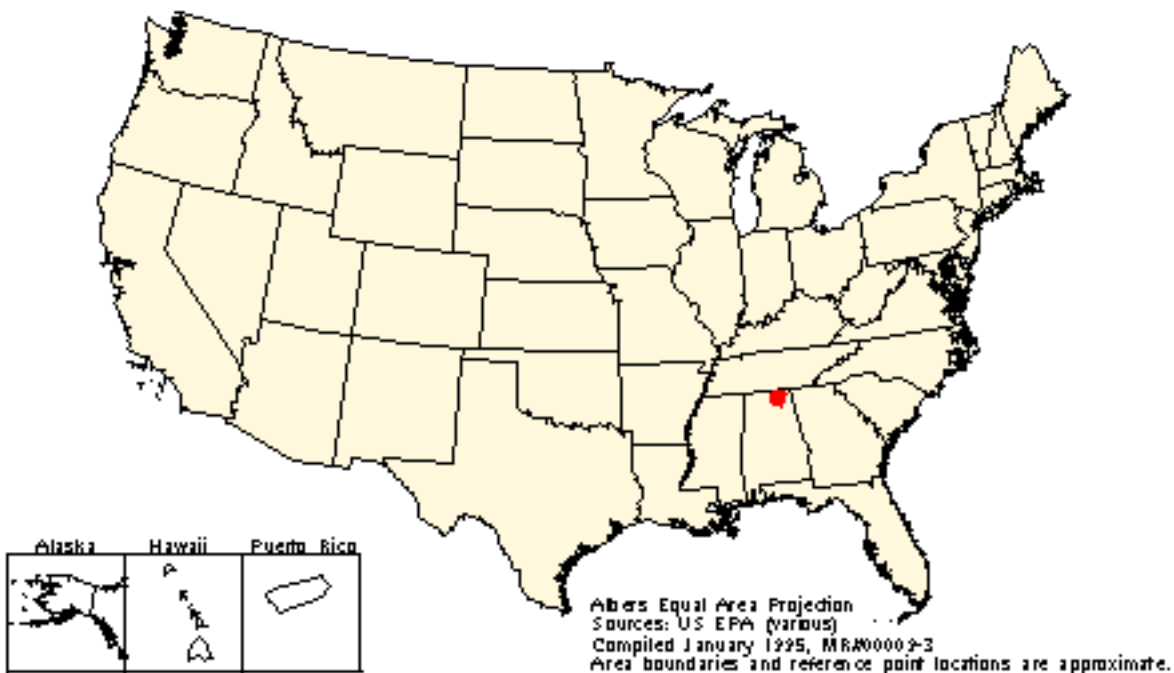 Alaska
Hawaii
Puerto Rico
Albers Equal Area Projection
Sources: US EPA (various)
Compiled January 1995, MR#00009-3
Area boundaries and reference point locations are approximate.